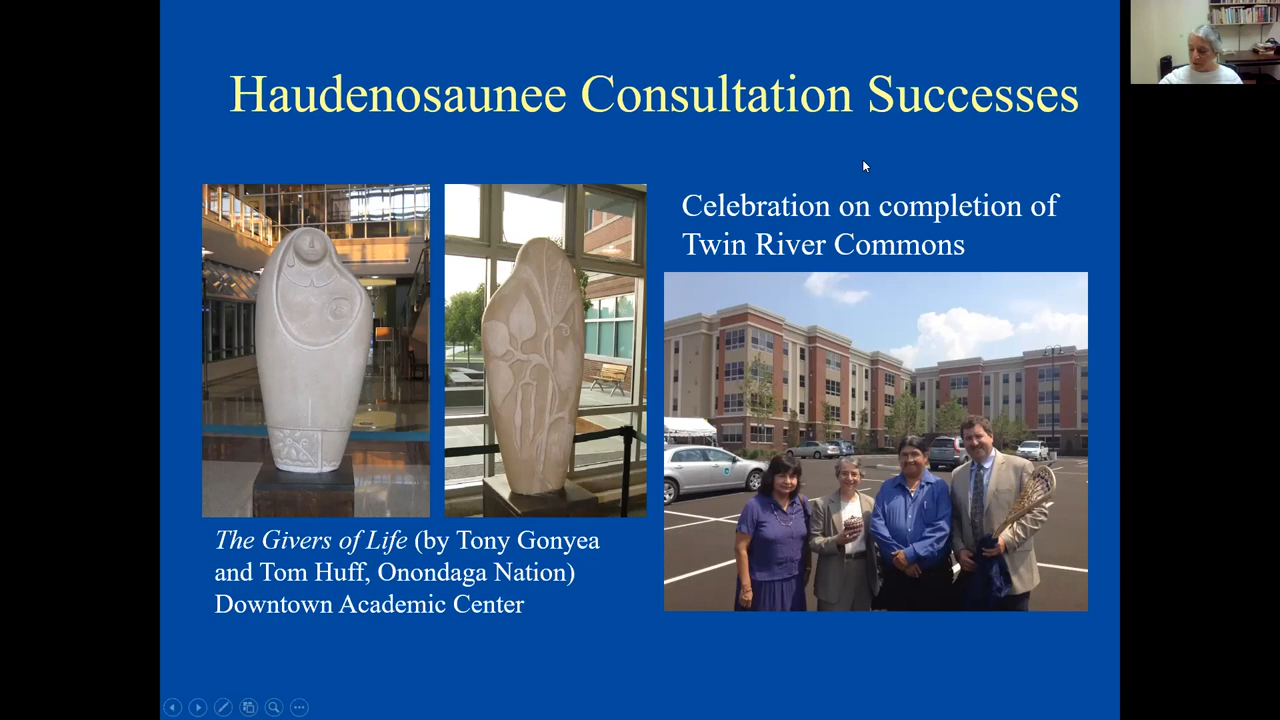 Haudenosaunee Consultation Successes
Celebration on completion of
Twin River Commons
The Givers of Life (by Tony Gonyea
and Tom Huff, Onondaga Nation)
Downtown Academic Center